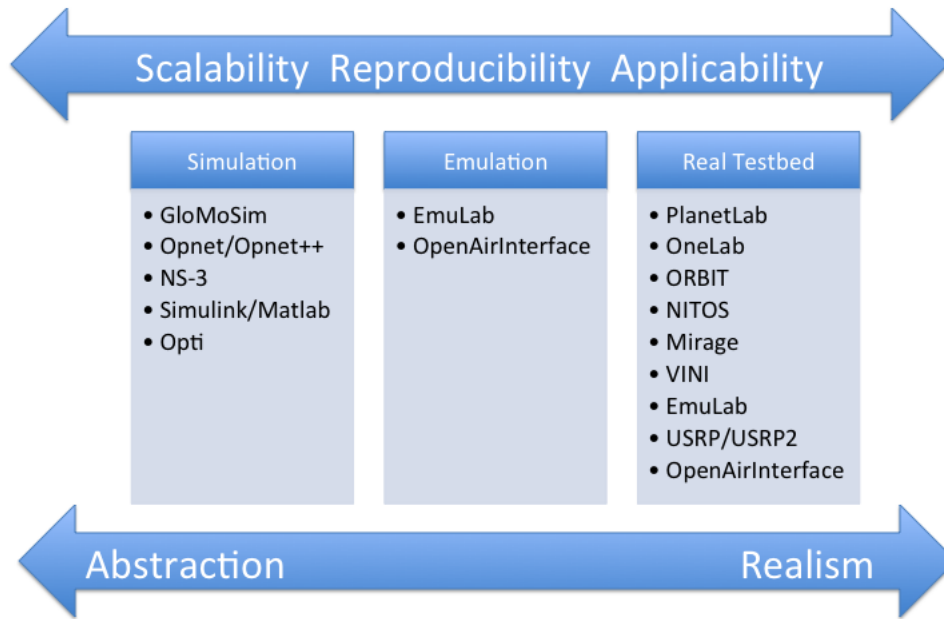 Scalability Reproducibility Applicability
Simulation
• GloMoSim
• Opnet/Opnet++
• NS-3
• Simulink/Matlab
• Opti
Emulation
• EmuLab
• OpenAirInterface
Real Testbed
• PlanetLab
• OneLab
• ORBIT
• NITOS
• Mirage
• VINI
• EmuLab
• USRP/USRP2
• OpenAirInterface
Abstraction Realism